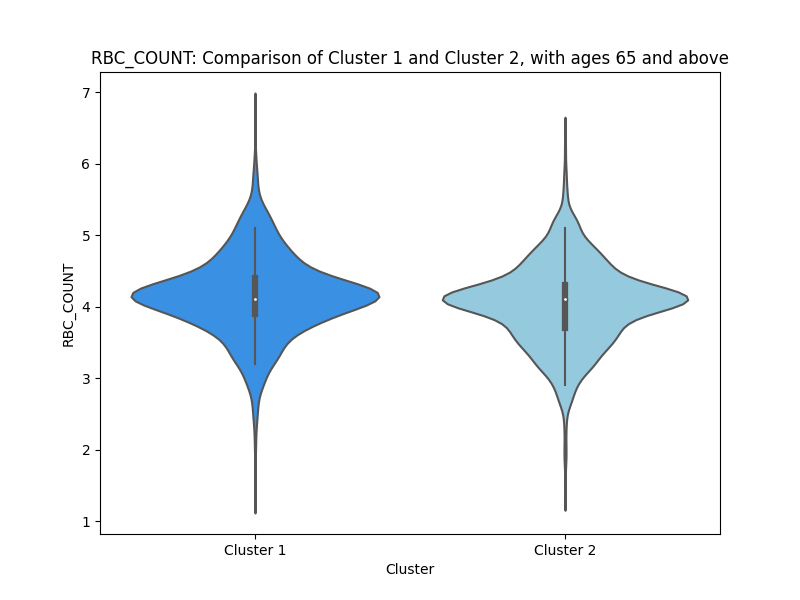 RBC_COUNT: Comparison of Cluster 1 and Cluster 2, with ages 65 and above
7
6
5
4
3
2
1
RBC_COUNT
Cluster 1 Cluster 2
Cluster